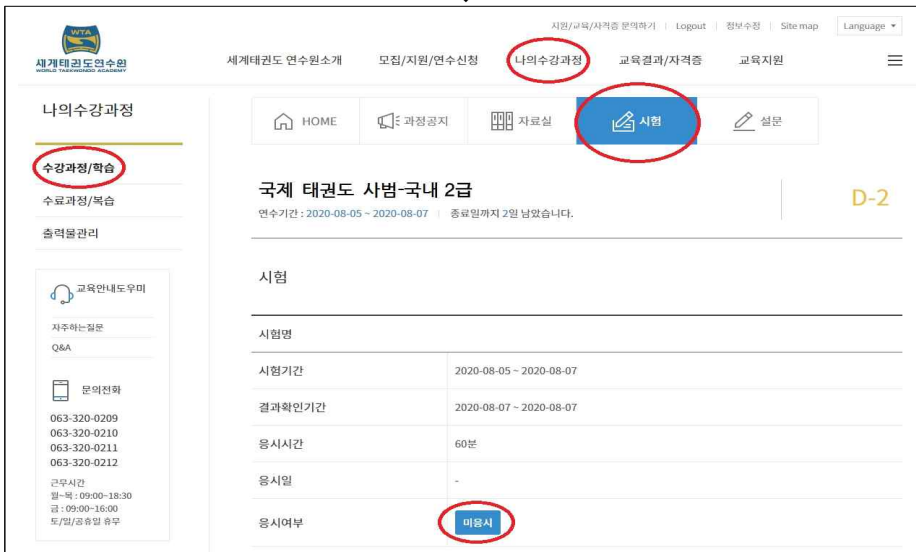 지원/교육/자격증 문의하기 | Logout | 정보수정 | Site map Language
WTA
세계태권도연수원
WORLD TAEKWONDO ACADEMY
세계태권도 연수원소개 모집/지원/연수신청 나의수강과정 교육결과/자격증 교육지원
나의수강과정
HOME 과정공지 자료실 시험 설문
수강과정/학습
수료과정/복습
출력물관리
국제 태권도 사범-국내 2급
연수기간 : 2020-08-05 ~ 2020-08-07 | 종료일까지 2일 남았습니다.
D-2
교육안내도우미
자주하는질문
Q&A
문의전화
063-320-0209
063-320-0210
063-320-0211
063-320-0212
근무시간
월~목 : 09:00~18:30
금 : 09:00~16:00
토/일/공휴일 휴무
시험
시험명
시험기간 2020-08-05 ~ 2020-08-07
결과확인기간 2020-08-07 ~ 2020-08-07
응시시간 60분
응시일 -
응시여부 미응시